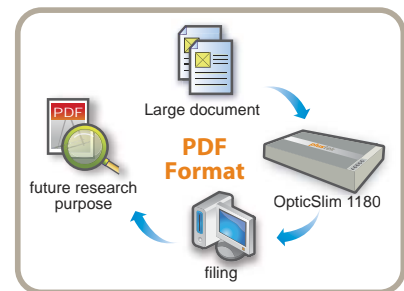 Large document
PDF
PDF
Format
future research
purpose
OpticSlim 1180
filing